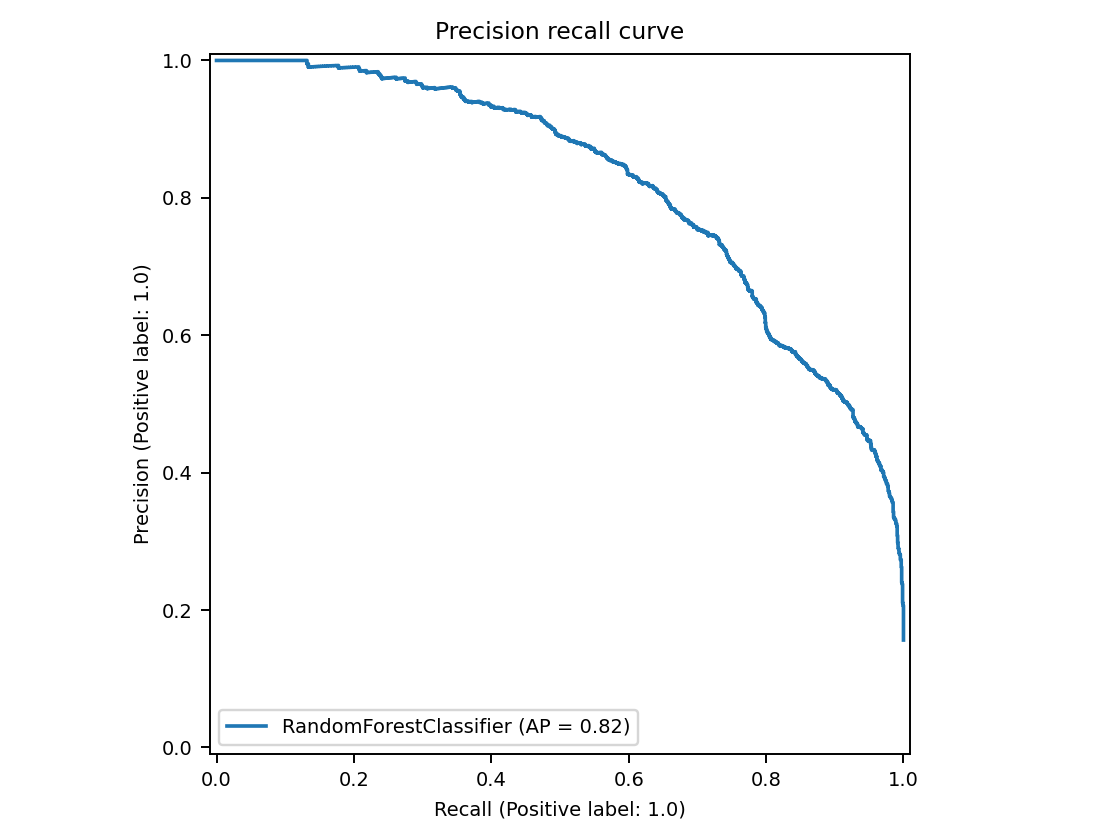 Precision recall curve
1.0
0.8
0.6
0.4
0.2
0.0
Precision (Positive label: 1.0)
RandomForestClassifier (AP = 0.82)
0.0 0.2 0.4 0.6 0.8 1.0
Recall (Positive label: 1.0)